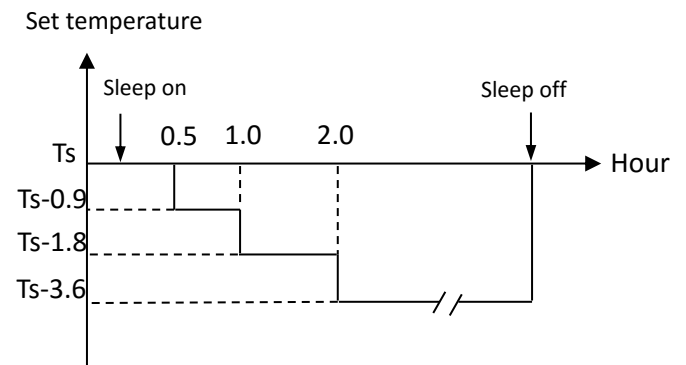 Set temperature
Sleep on
Sleep off
0.5 1.0 2.0
Ts
Hour
Ts-0.9
Ts-1.8
Ts-3.6